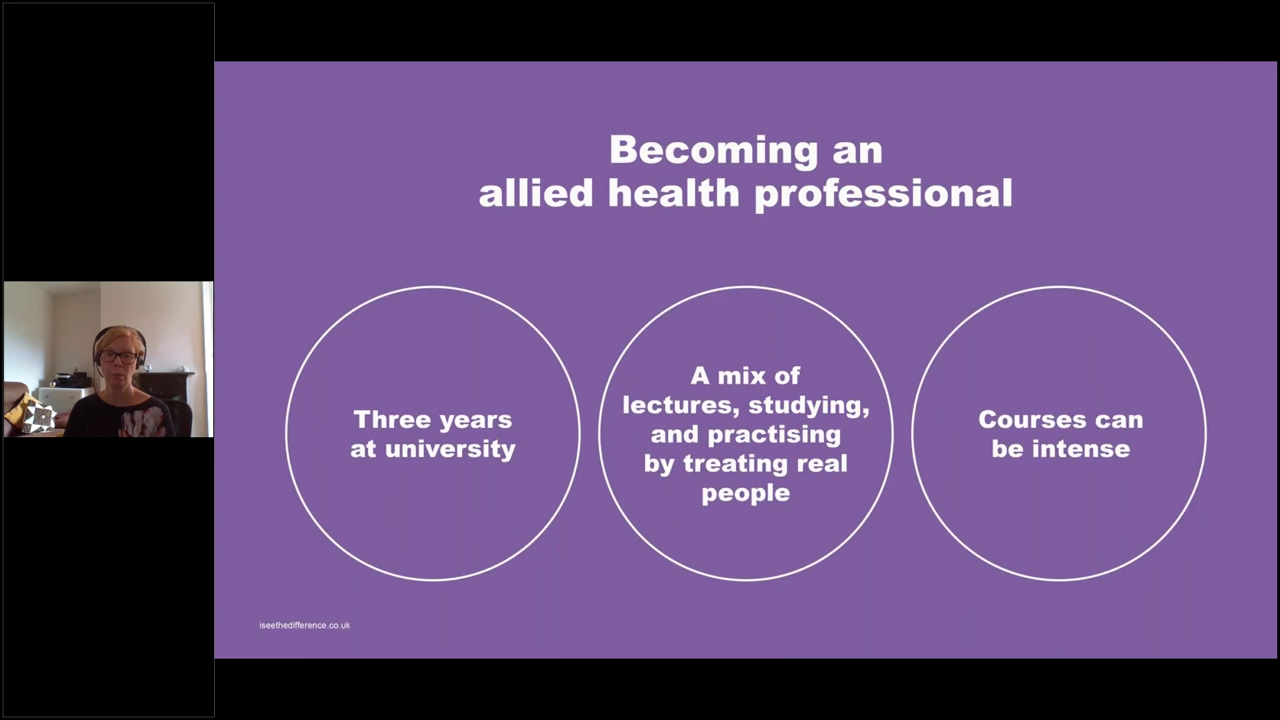 Becoming an
allied health professional
Three years
at university
A mix of
lectures, studying,
and practising
by treating real
people
Courses can
be intense
iseethedifference.co.uk